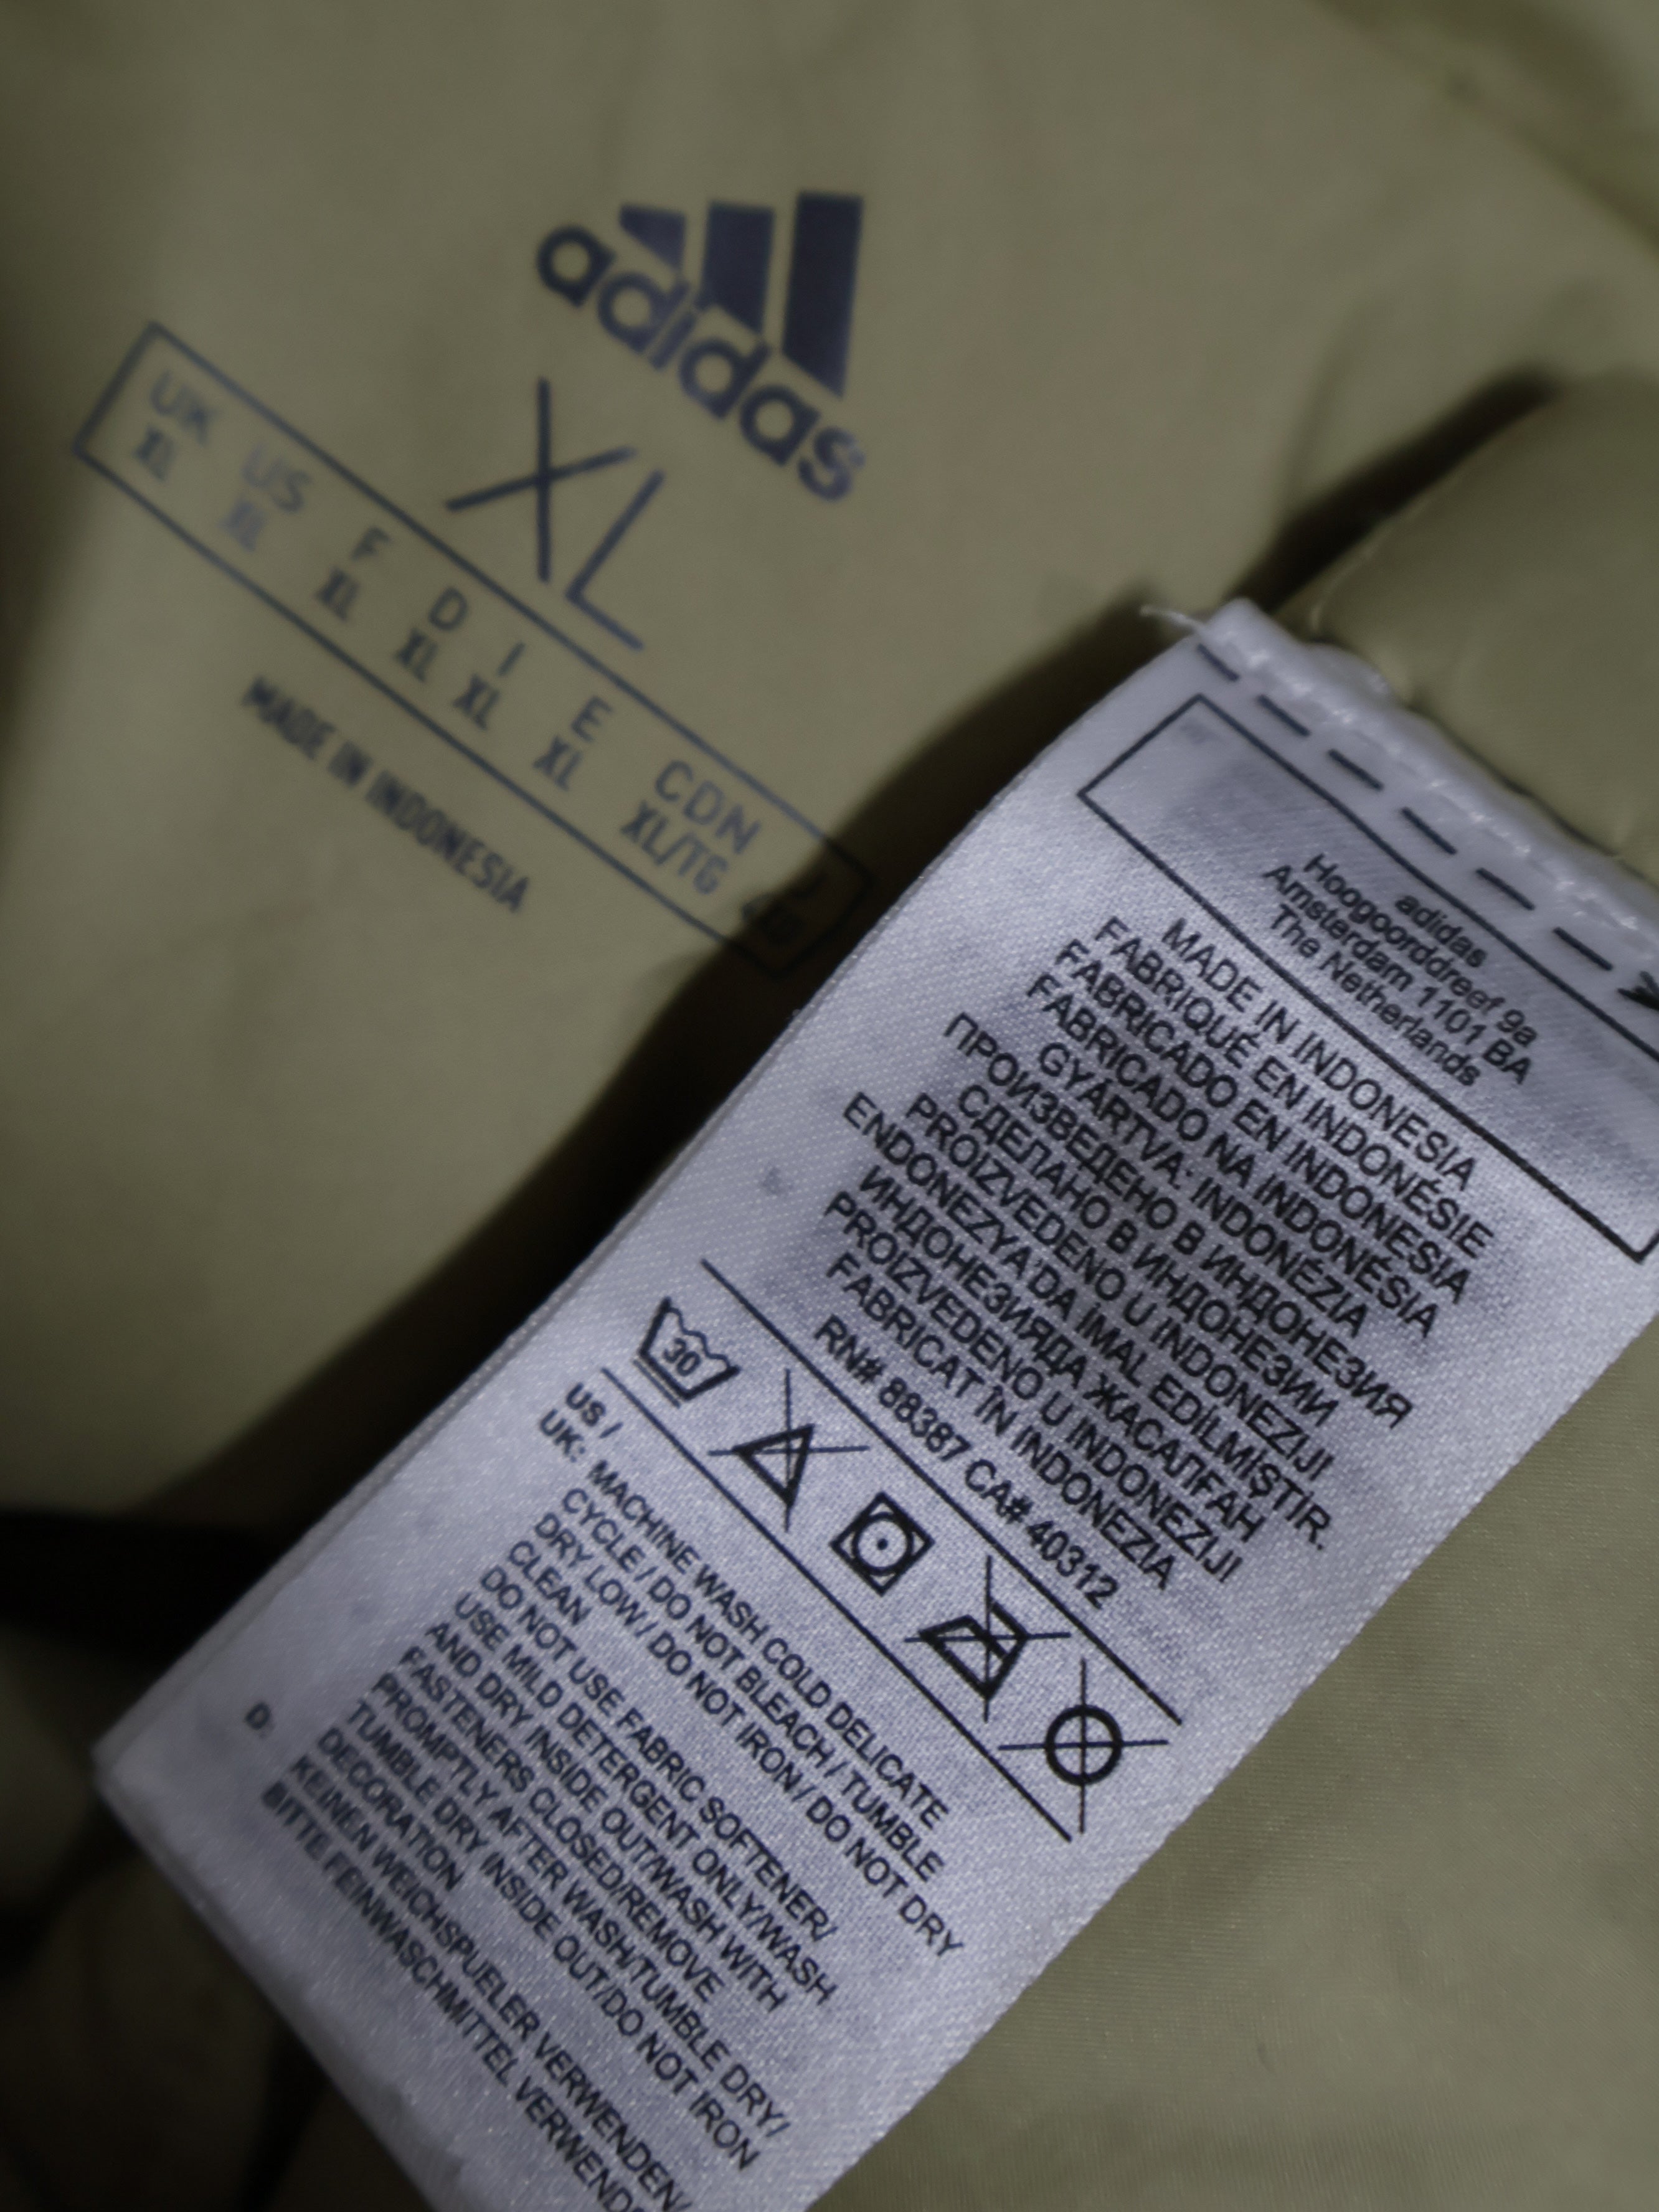 adidas
XL
UK US F D I E CDN J
XL XL XL XL XL XL XL/TG
MADE IN INDONESIA
adidas
Hoogoorddreef 9a
Amsterdam 1101 BA
The Netherlands
MADE IN INDONESIA
FABRIQUÉ EN INDONÉSIE
FABRICADO EN INDONESIA
FABRICADO NA INDONÉSIA
GYÁRTVA: INDONÉZIA
ПРОИЗВЕДЕНО В ИНДОНЕЗИЯ
СДЕЛАНО В ИНДОНЕЗИИ
PROIZVEDENO U INDONEZIJI
ENDONEZYA'DA İMAL EDİLMİŞTİR.
ИНДОНЕЗИЯДА ЖАСАЛҒАН
PROIZVEDENO U INDONEZIJI
FABRICAT ÎN INDONEZIA
RN# 88387 CA# 40312
30
US /
UK: MACHINE WASH COLD DELICATE
CYCLE / DO NOT BLEACH / TUMBLE
DRY LOW / DO NOT IRON / DO NOT DRY
CLEAN
DO NOT USE FABRIC SOFTENER/
USE MILD DETERGENT ONLY/WASH
AND DRY INSIDE OUT/WASH WITH
FASTENERS CLOSED/REMOVE
PROMPTLY AFTER WASH/TUMBLE DRY/
TUMBLE DRY INSIDE OUT/DO NOT IRON
DECORATION
D: KEINEN WEICHSPUELER VERWENDEN/
BITTE FEINWASCHMITTEL